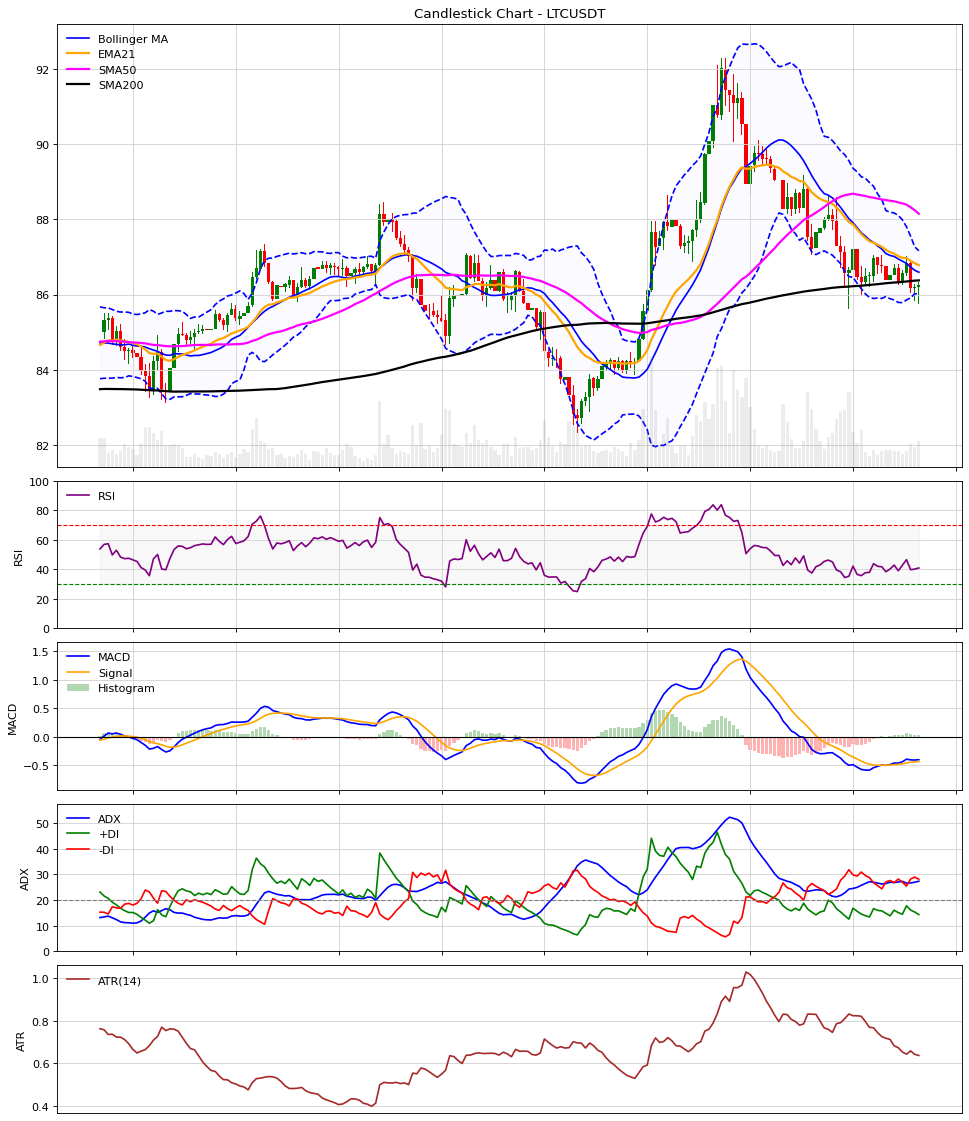 Candlestick Chart - LTCUSDT
Bollinger MA
EMA21
SMA50
SMA200
92
90
88
86
84
82
RSI
100
80
60
40
20
0
RSI
MACD
Signal
Histogram
1.5
1.0
0.5
0.0
−0.5
MACD
ADX
+DI
-DI
50
40
30
20
10
0
ADX
ATR(14)
1.0
0.8
0.6
0.4
ATR